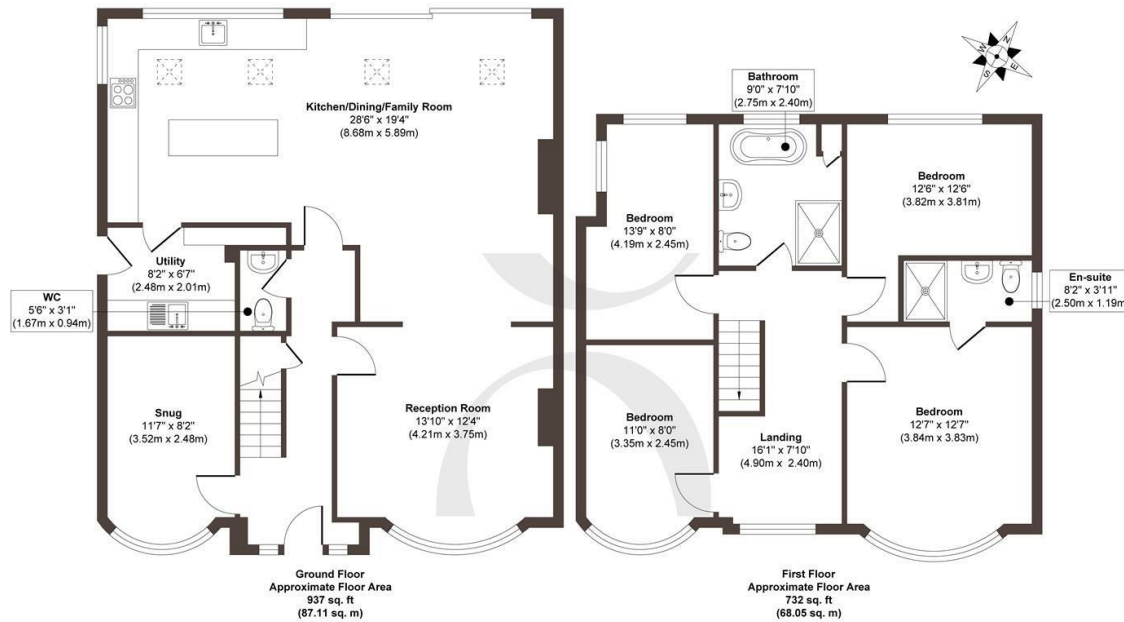 Kitchen/Dining/Family Room
28'6" x 19'4"
(8.68m x 5.89m)
Utility
8'2" x 6'7"
(2.48m x 2.01m)
WC
5'6" x 3'1"
(1.67m x 0.94m)
Snug
11'7" x 8'2"
(3.52m x 2.48m)
Reception Room
13'10" x 12'4"
(4.21m x 3.75m)
Ground Floor
Approximate Floor Area
937 sq. ft
(87.11 sq. m)
N
E
S
W
Bathroom
9'0" x 7'10"
(2.75m x 2.40m)
Bedroom
13'9" x 8'0"
(4.19m x 2.45m)
Bedroom
12'6" x 12'6"
(3.82m x 3.81m)
En-suite
8'2" x 3'11"
(2.50m x 1.19m)
Bedroom
11'0" x 8'0"
(3.35m x 2.45m)
Landing
16'1" x 7'10"
(4.90m x 2.40m)
Bedroom
12'7" x 12'7"
(3.84m x 3.83m)
First Floor
Approximate Floor Area
732 sq. ft
(68.05 sq. m)